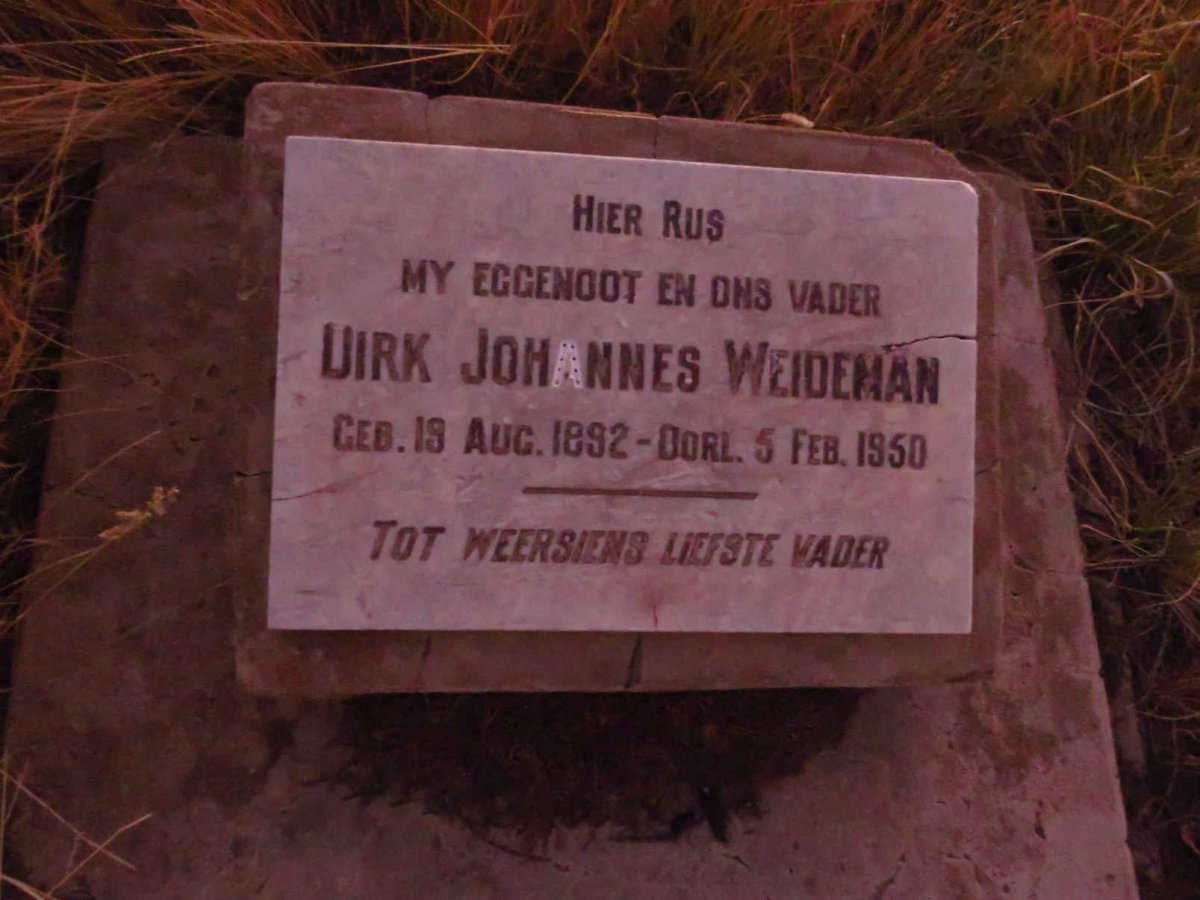 HIER RUS
MY EGGENOOT EN ONS VADER
DIRK JOHANNES WEIDEMAN
GEB. 19 AUG. 1892 - OORL. 5 FEB. 1950
TOT WEERSIENS LIEFSTE VADER